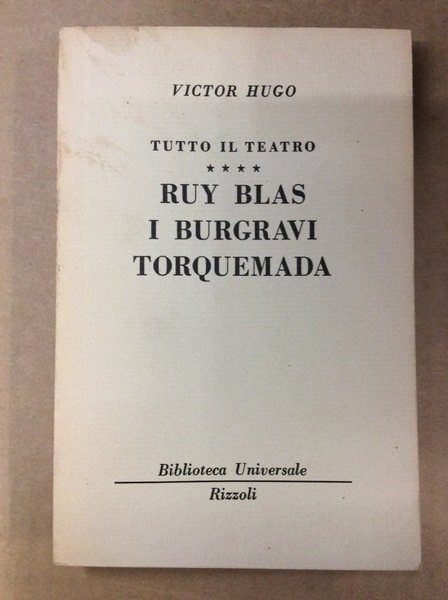 VICTOR HUGO
TUTTO IL TEATRO
★ ★ ★ ★
RUY BLAS
I BURGRAVI
TORQUEMADA
Biblioteca Universale
Rizzoli